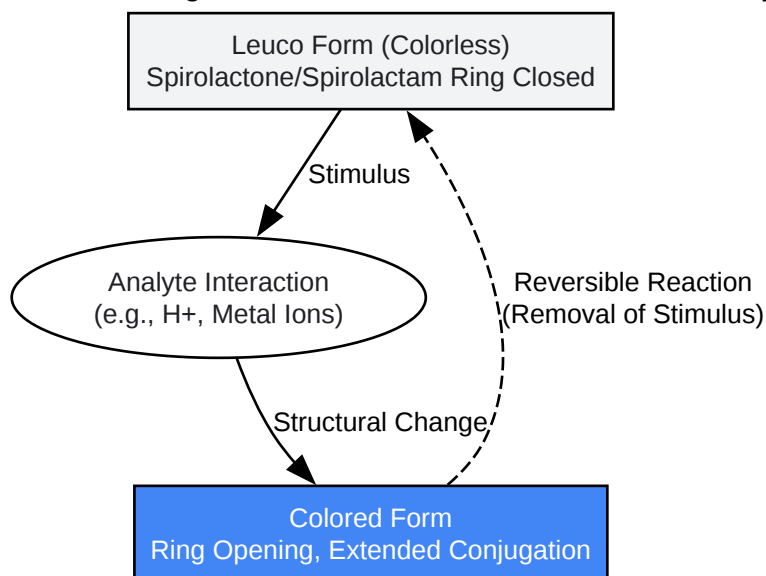 Leuco Form (Colorless)
Spirolactone/Spirolactam Ring Closed
Stimulus
Analyte Interaction
(e.g., H+, Metal Ions)
Reversible Reaction
(Removal of Stimulus)
Structural Change
Colored Form
Ring Opening, Extended Conjugation